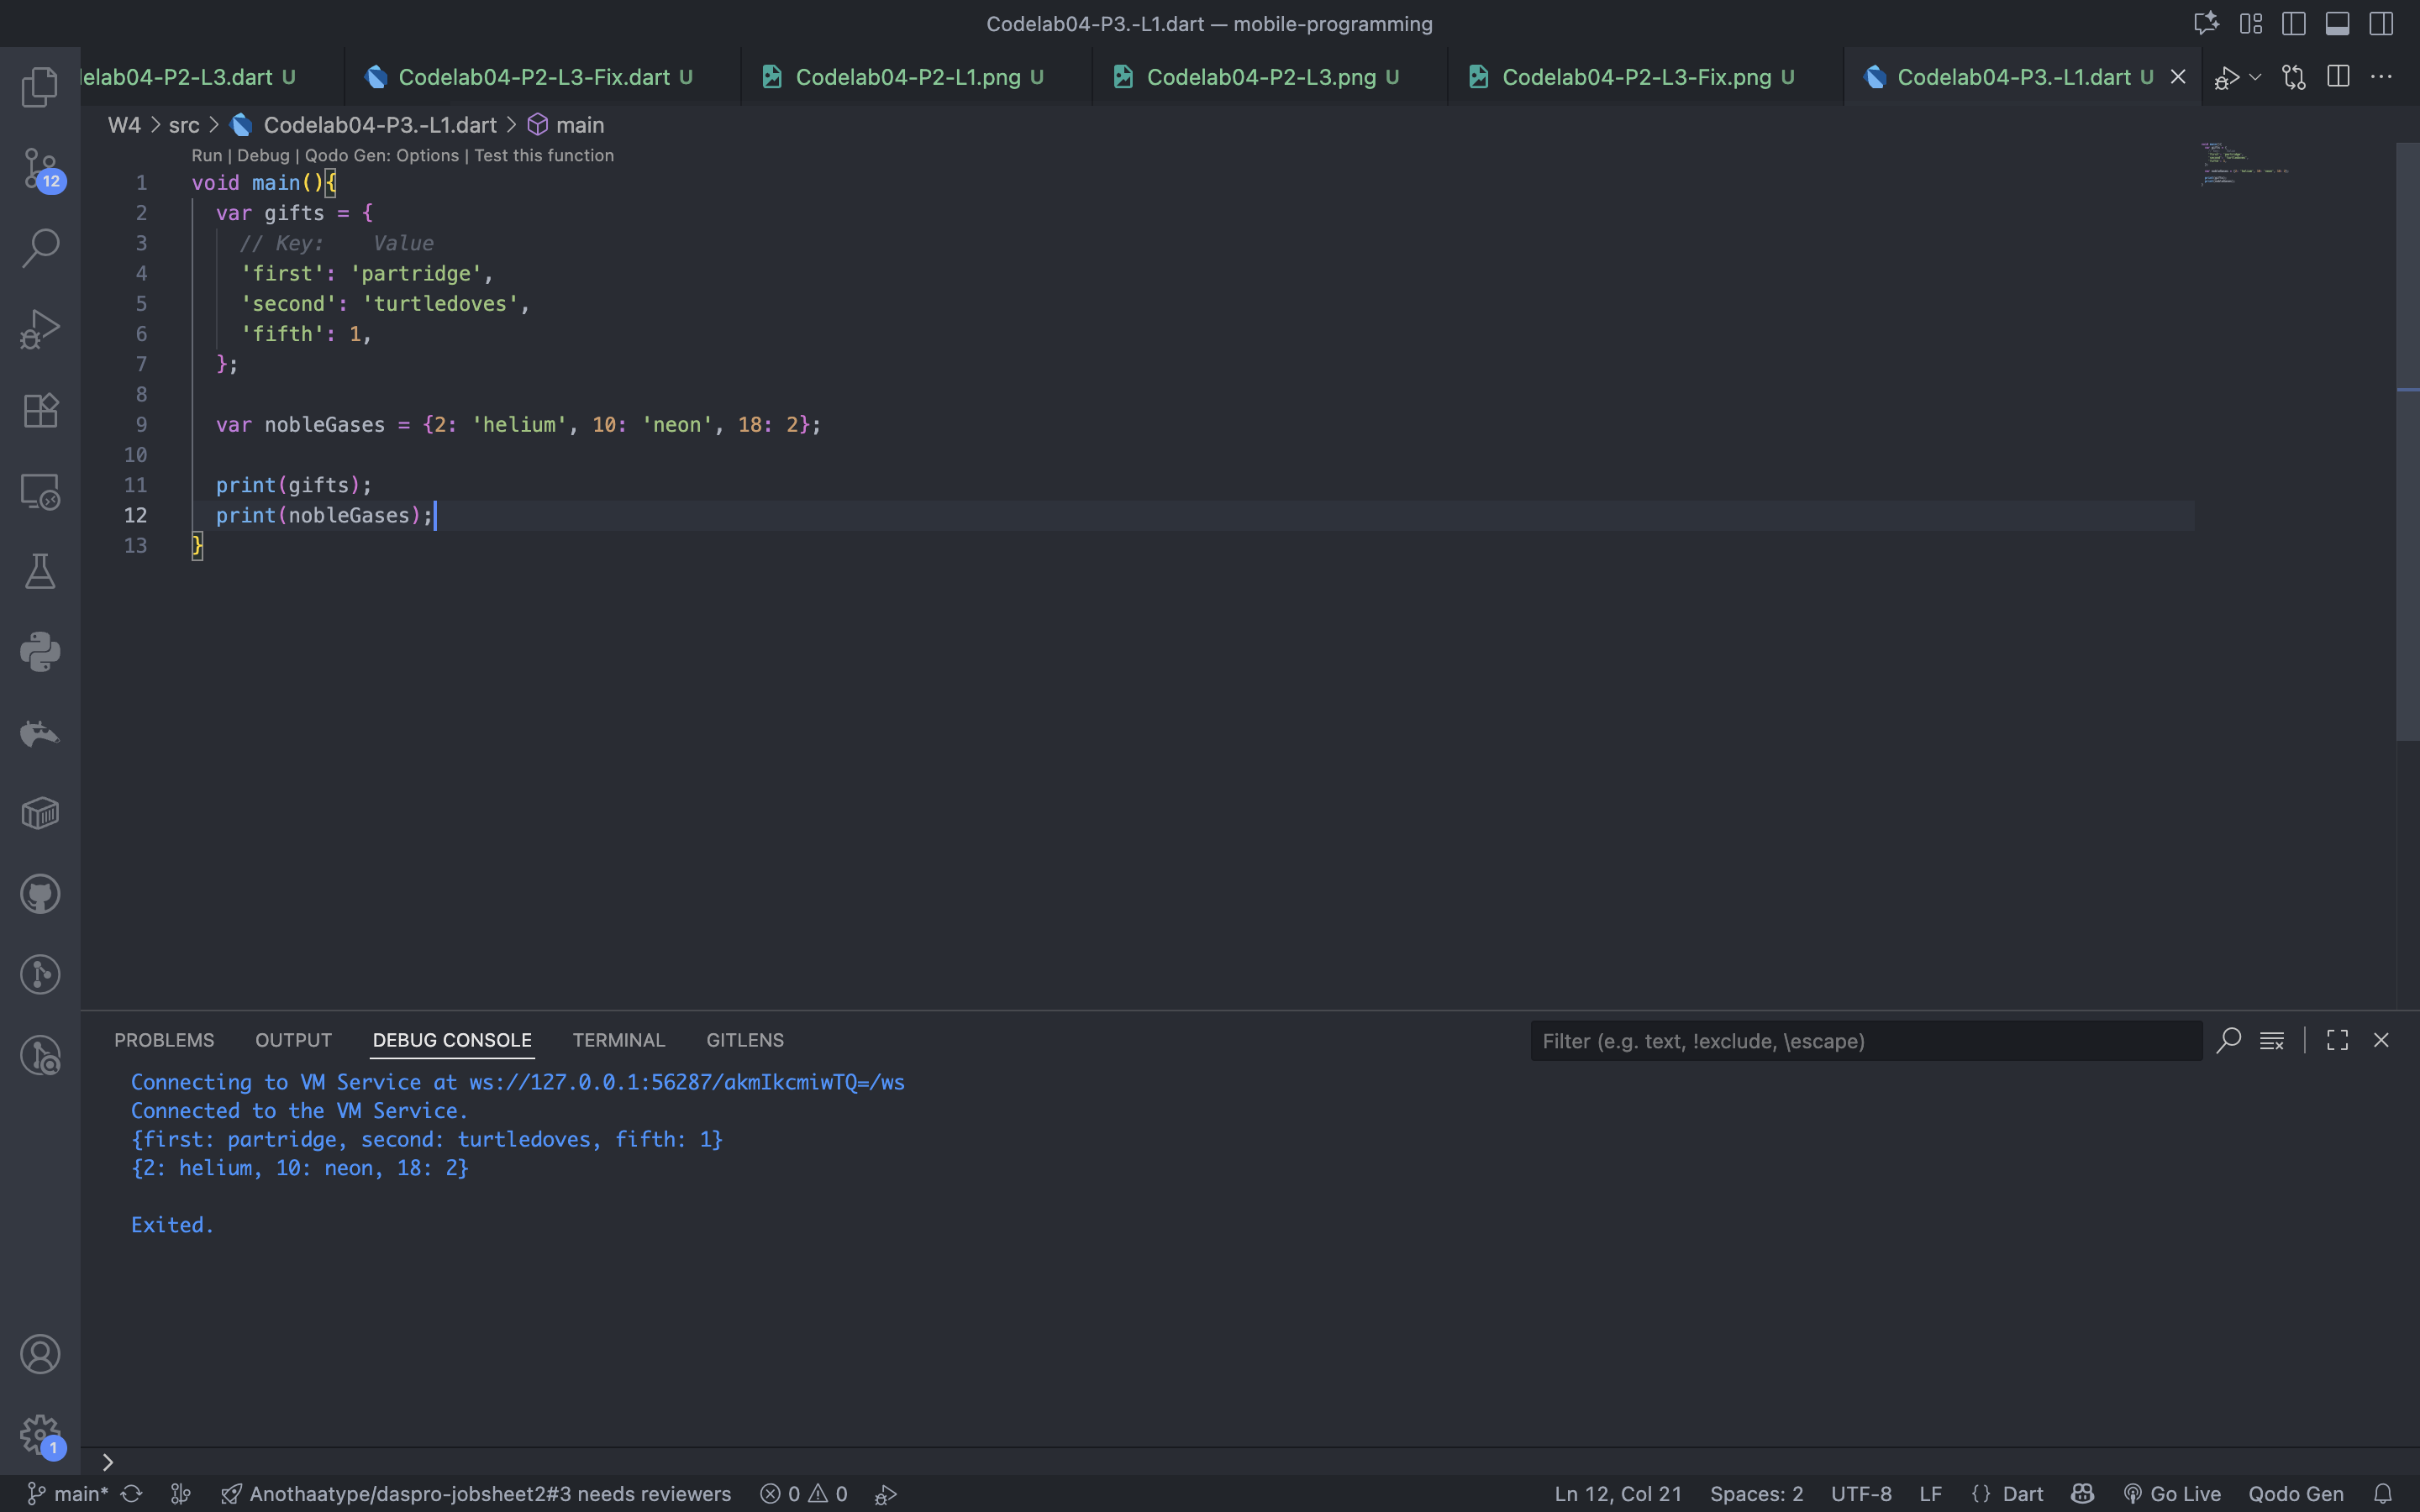 Codelab04-P3.-L1.dart — mobile-programming
elab04-P2-L3.dart U
Codelab04-P2-L3-Fix.dart U
Codelab04-P2-L1.png U
Codelab04-P2-L3.png U
Codelab04-P2-L3-Fix.png U
Codelab04-P3.-L1.dart U
W4 > src > Codelab04-P3.-L1.dart > main
Run | Debug | Qodo Gen: Options | Test this function
1 void main(){
2 var gifts = {
3 // Key:    Value
4 'first': 'partridge',
5 'second': 'turtledoves',
6 'fifth': 1,
7 };
8
9 var nobleGases = {2: 'helium', 10: 'neon', 18: 2};
10
11 print(gifts);
12 print(nobleGases);
13 }
12
PROBLEMS OUTPUT DEBUG CONSOLE TERMINAL GITLENS
Filter (e.g. text, !exclude, \escape)
Connecting to VM Service at ws://127.0.0.1:56287/akmIkcmiwTQ=/ws
Connected to the VM Service.
{first: partridge, second: turtledoves, fifth: 1}
{2: helium, 10: neon, 18: 2}
Exited.
1
main* Anothaatype/daspro-jobsheet2#3 needs reviewers 0 0
Ln 12, Col 21 Spaces: 2 UTF-8 LF {} Dart Go Live Qodo Gen